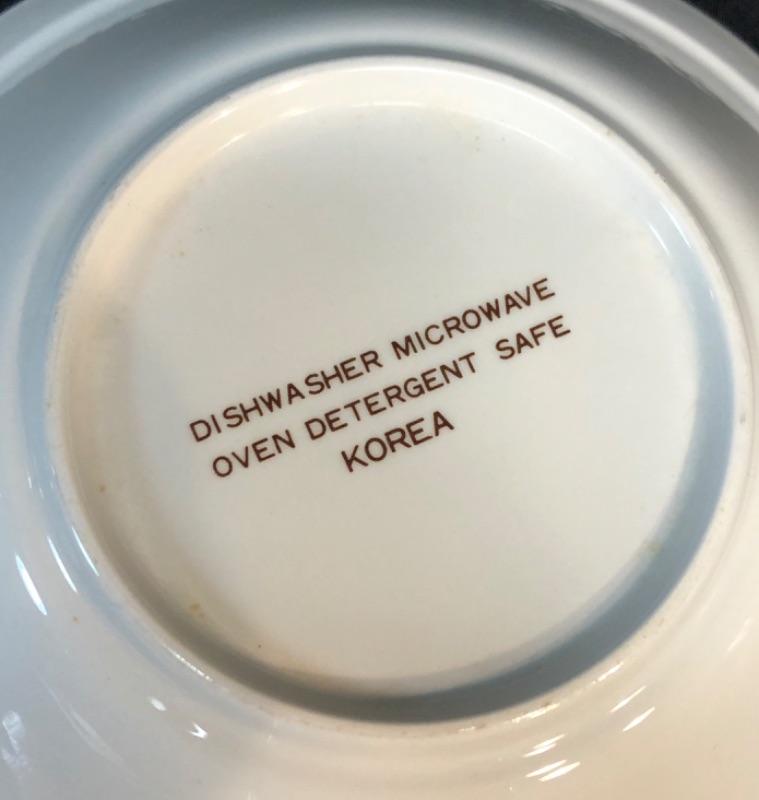 DISHWASHER MICROWAVE
OVEN DETERGENT SAFE
KOREA